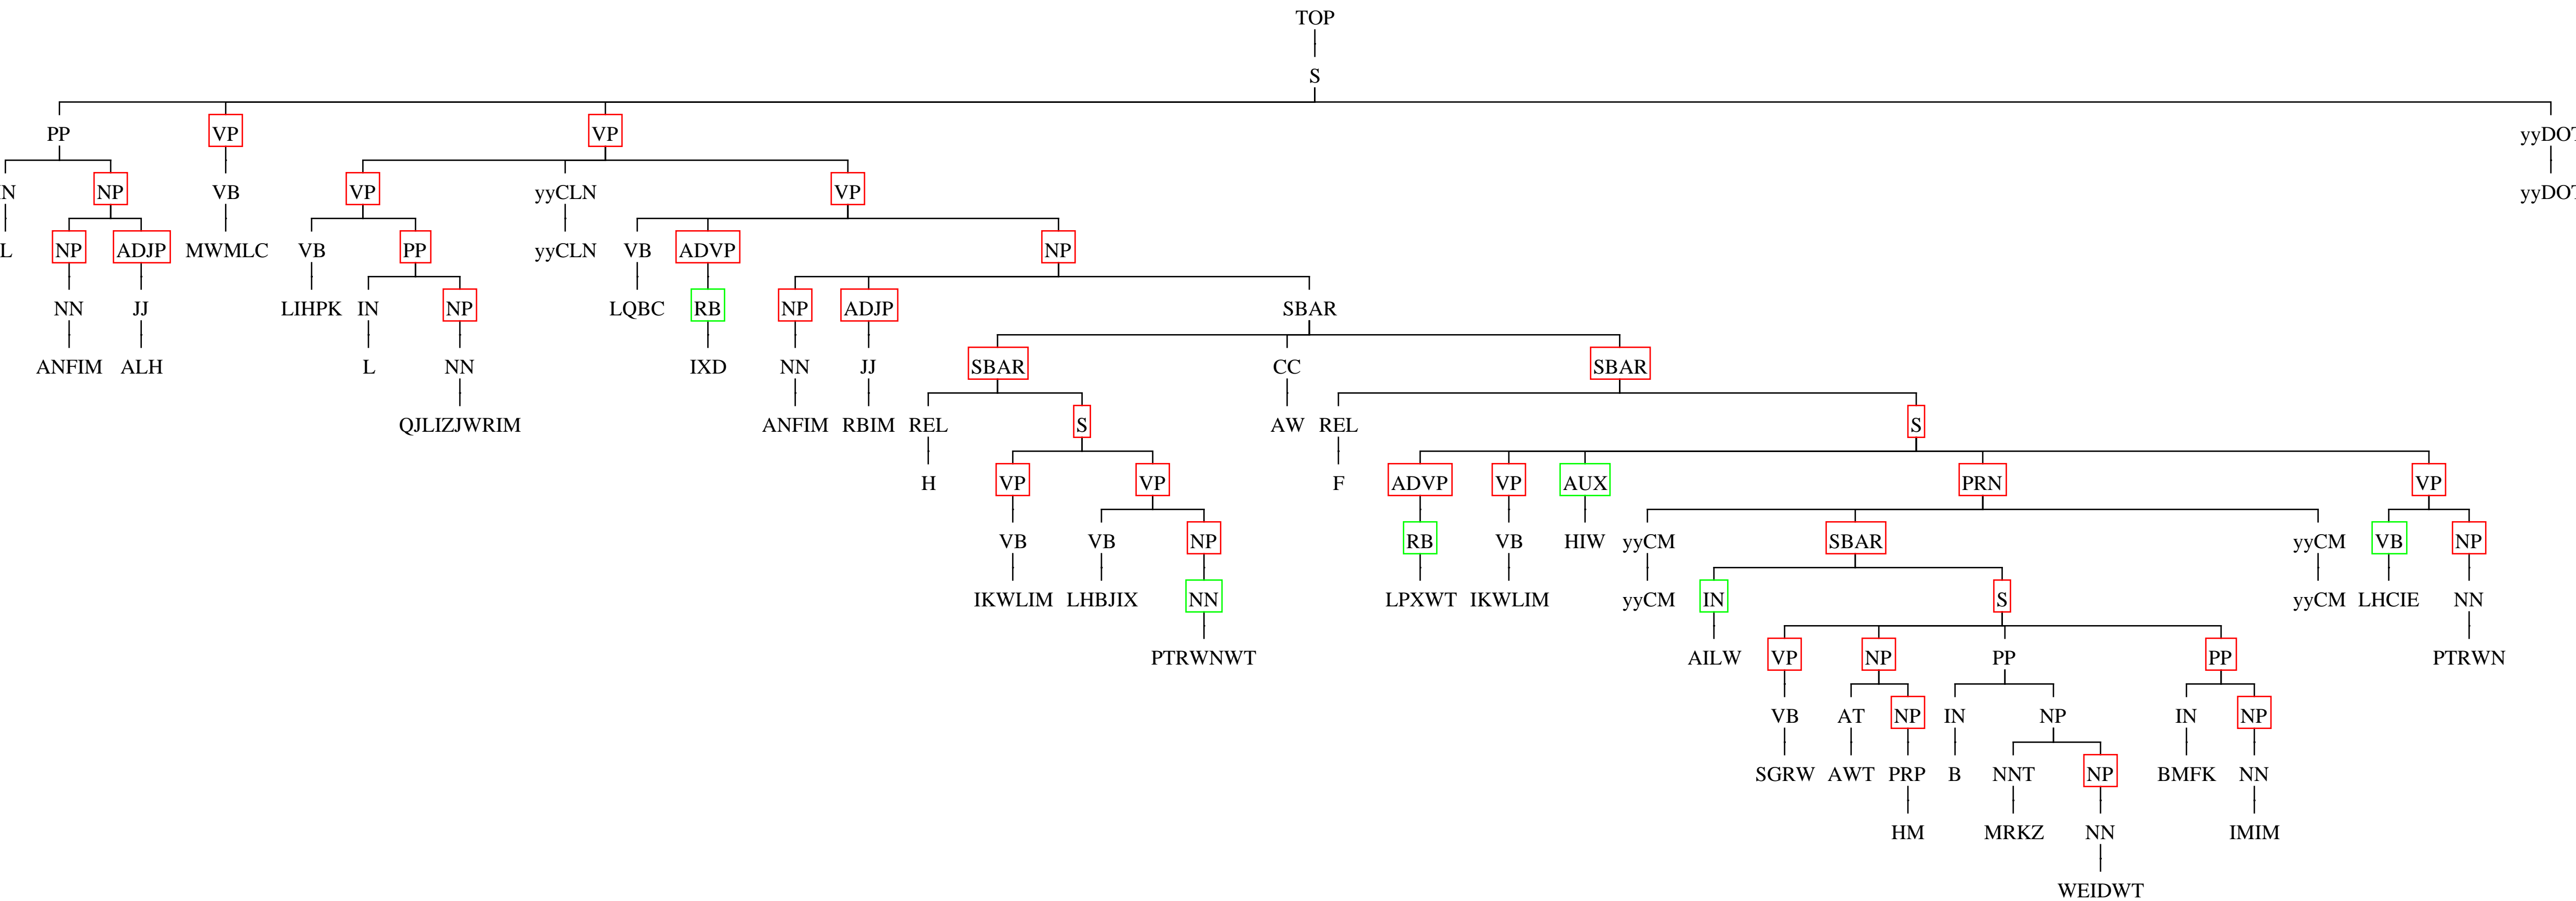 TOP
S
PP VP VP yyDOT
N NP VB VP yyCLN VP yyDOT
L NP ADJP MWMLC VB PP yyCLN VB ADVP NP
NN JJ LIHPK IN NP LQBC RB NP ADJP SBAR
ANFIM ALH L NN IXD NN JJ SBAR CC SBAR
QJLIZJWRIM ANFIM RBIM REL S AW REL S
H VP VP F ADVP VP AUX PRN VP
VB VB NP RB VB HIW yyCM SBAR yyCM VB NP
IKWLIM LHBJIX NN LPXWT IKWLIM yyCM IN S yyCM LHCIE NN
PTRWNWT AILW VP NP PP PP PTRWN
VB AT NP IN NP IN NP
SGRW AWT PRP B NNT NP BMFK NN
HM MRKZ NN IMIM
WEIDWT